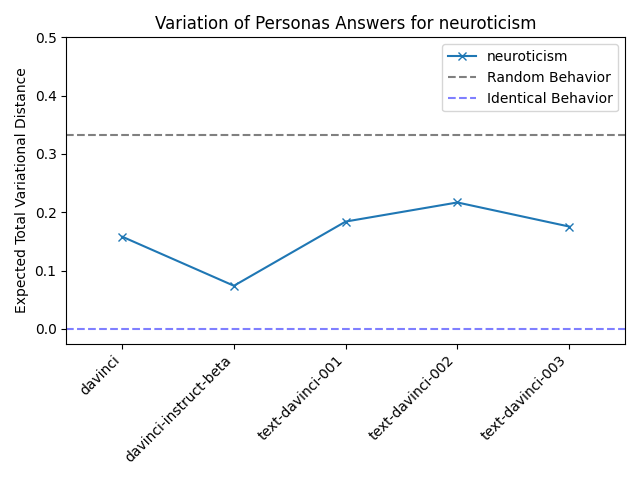 Variation of Personas Answers for neuroticism
Expected Total Variational Distance
0.5
0.4
0.3
0.2
0.1
0.0
neuroticism
Random Behavior
Identical Behavior
davinci
davinci-instruct-beta
text-davinci-001
text-davinci-002
text-davinci-003